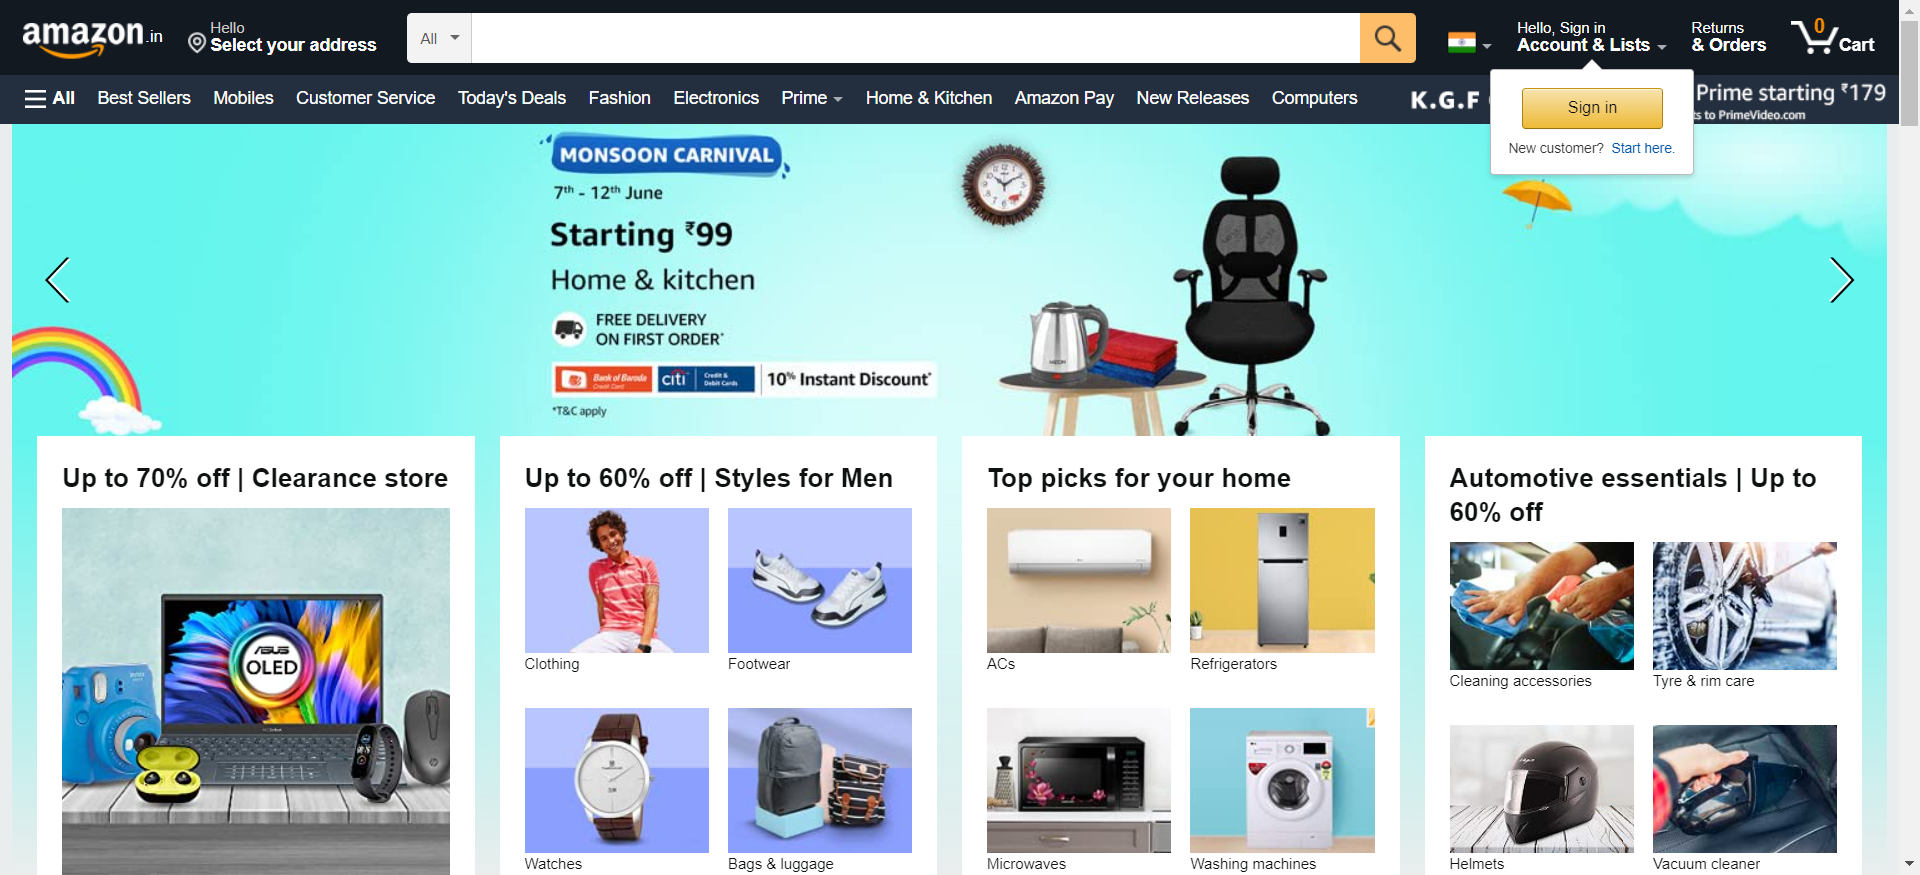 amazon.in
Hello
Select your address
All
Hello, Sign in
Account & Lists
Returns
& Orders
0
Cart
All
Best Sellers
Mobiles
Customer Service
Today's Deals
Fashion
Electronics
Prime
Home & Kitchen
Amazon Pay
New Releases
Computers
K.G.F
Prime starting ₹179
ts to PrimeVideo.com
Sign in
New customer? Start here.
MONSOON CARNIVAL
7th - 12th June
Starting ₹99
Home & kitchen
FREE DELIVERY
ON FIRST ORDER*
Bank of Baroda
Credit Card
citi
Credit &
Debit Cards
10% Instant Discount*
*T&C apply
Up to 70% off | Clearance store
ASUS
OLED
Up to 60% off | Styles for Men
Clothing
Footwear
Watches
Bags & luggage
Top picks for your home
ACs
Refrigerators
Microwaves
Washing machines
Automotive essentials | Up to
60% off
Cleaning accessories
Tyre & rim care
Helmets
Vacuum cleaner